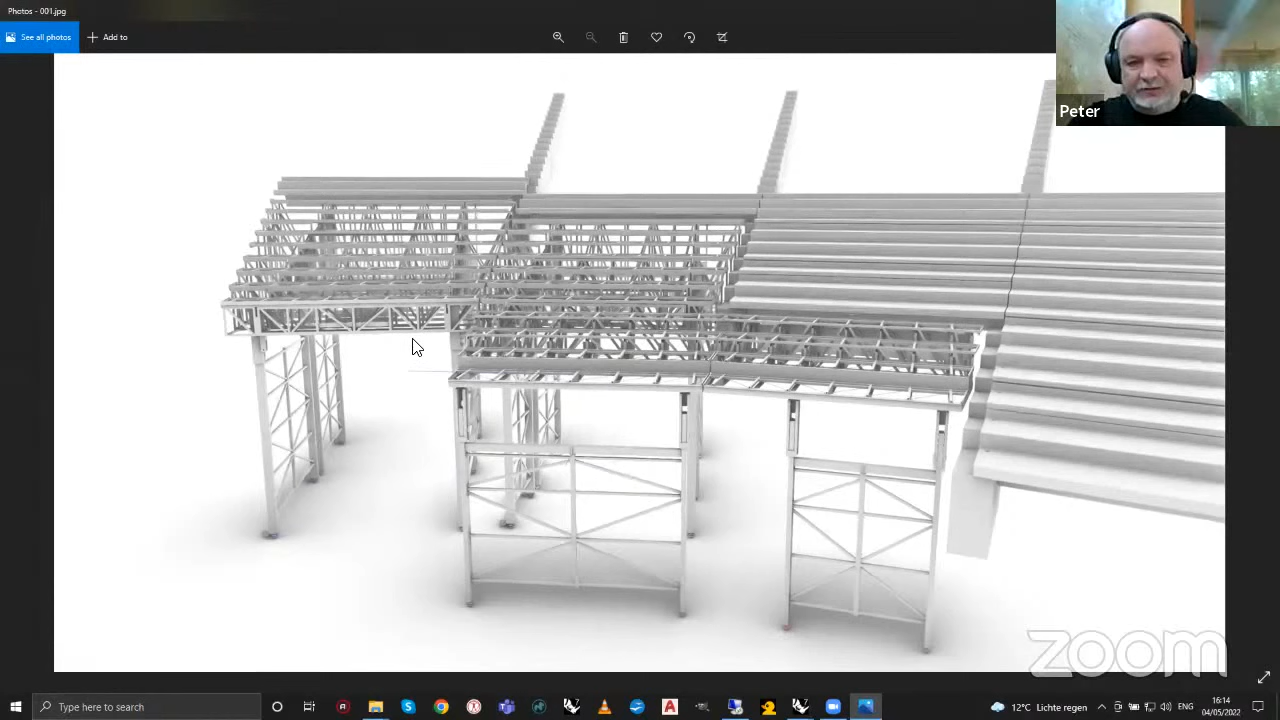 Photos - 001.jpg
See all photos
Add to
Peter
zoom
Type here to search
12°C Lichte regen
16:14
04/05/2022